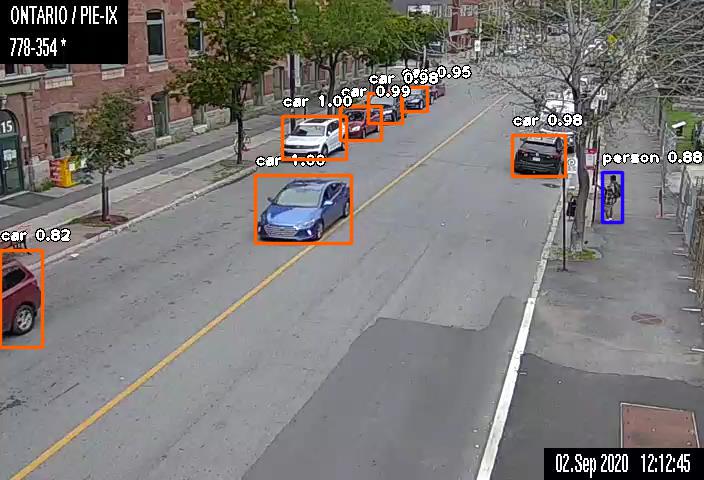 ONTARIO / PIE-IX
778-354 *
car 0.95
car 0.98
car 0.99
car 1.00
car 0.98
15
car 1.00
person 0.88
car 0.82
02.Sep 2020 12:12:45